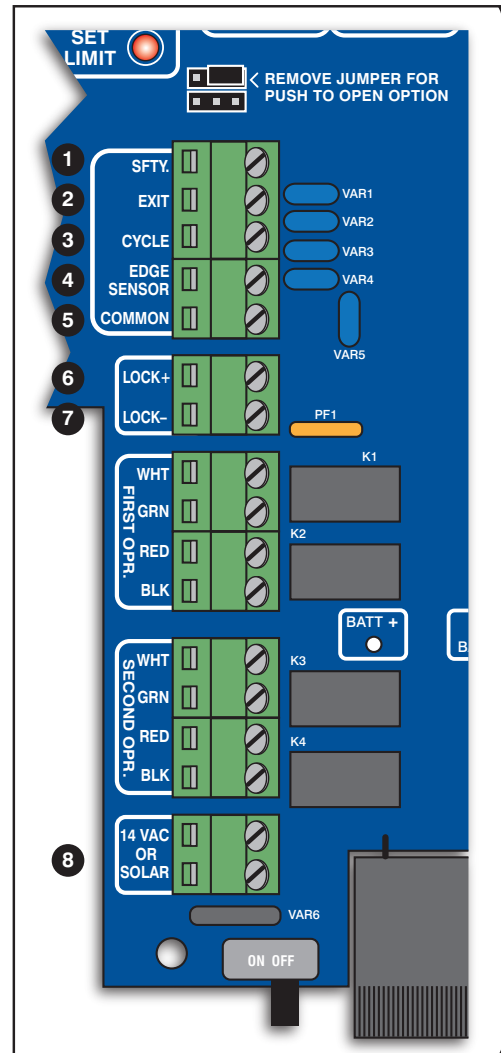 SET
LIMIT
< REMOVE JUMPER FOR
PUSH TO OPEN OPTION
1
SFTY.
2
EXIT
VAR1
VAR2
3
CYCLE
VAR3
4
EDGE
SENSOR
VAR4
5
COMMON
VAR5
6
LOCK+
7
LOCK–
PF1
FIRST OPR.
WHT
K1
GRN
K2
RED
BLK
BATT +
SECOND OPR.
WHT
K3
GRN
RED
K4
BLK
8
14 VAC
OR
SOLAR
VAR6
ON OFF